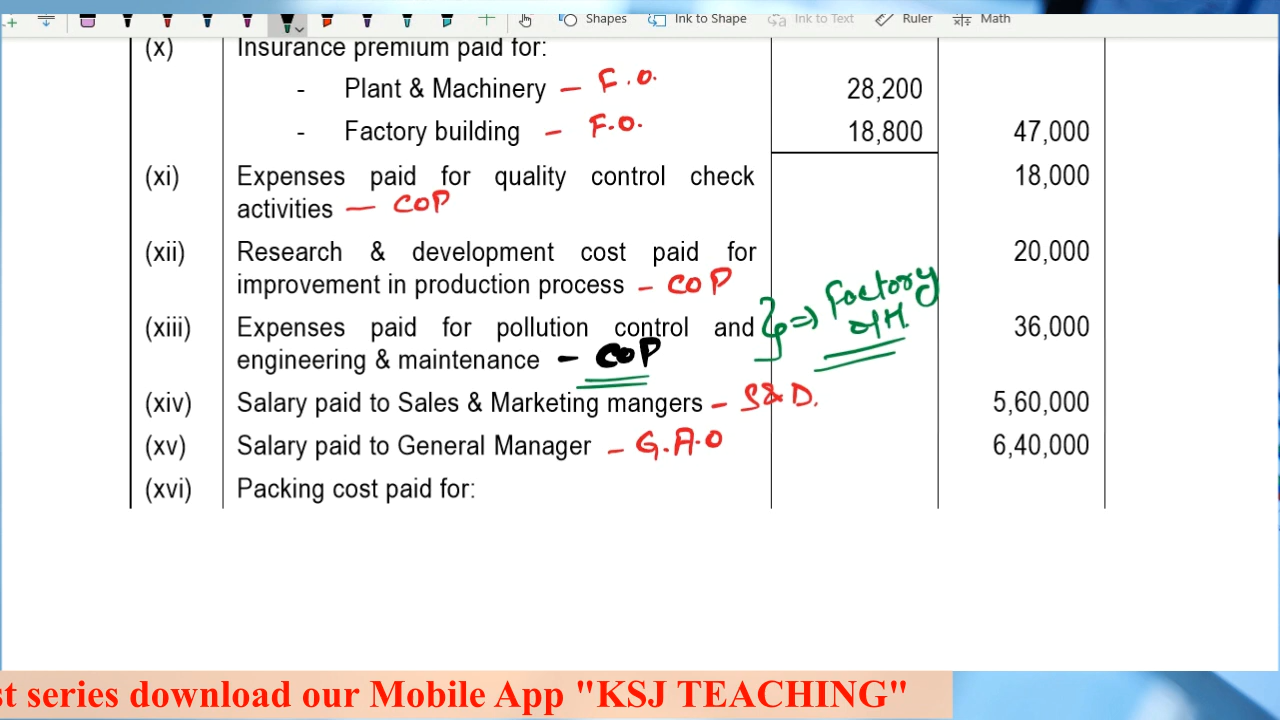 Shapes Ink to Shape Ink to Text Ruler Math
(x) Insurance premium paid for:
- Plant & Machinery – F.O. 28,200
- Factory building – F.O. 18,800 47,000
(xi) Expenses paid for quality control check 18,000
activities – COP
(xii) Research & development cost paid for 20,000
improvement in production process – COP
(xiii) Expenses paid for pollution control and } => Factory O/H. 36,000
engineering & maintenance – COP
(xiv) Salary paid to Sales & Marketing mangers – S&D. 5,60,000
(xv) Salary paid to General Manager – G.A.O 6,40,000
(xvi) Packing cost paid for:
st series download our Mobile App "KSJ TEACHING"